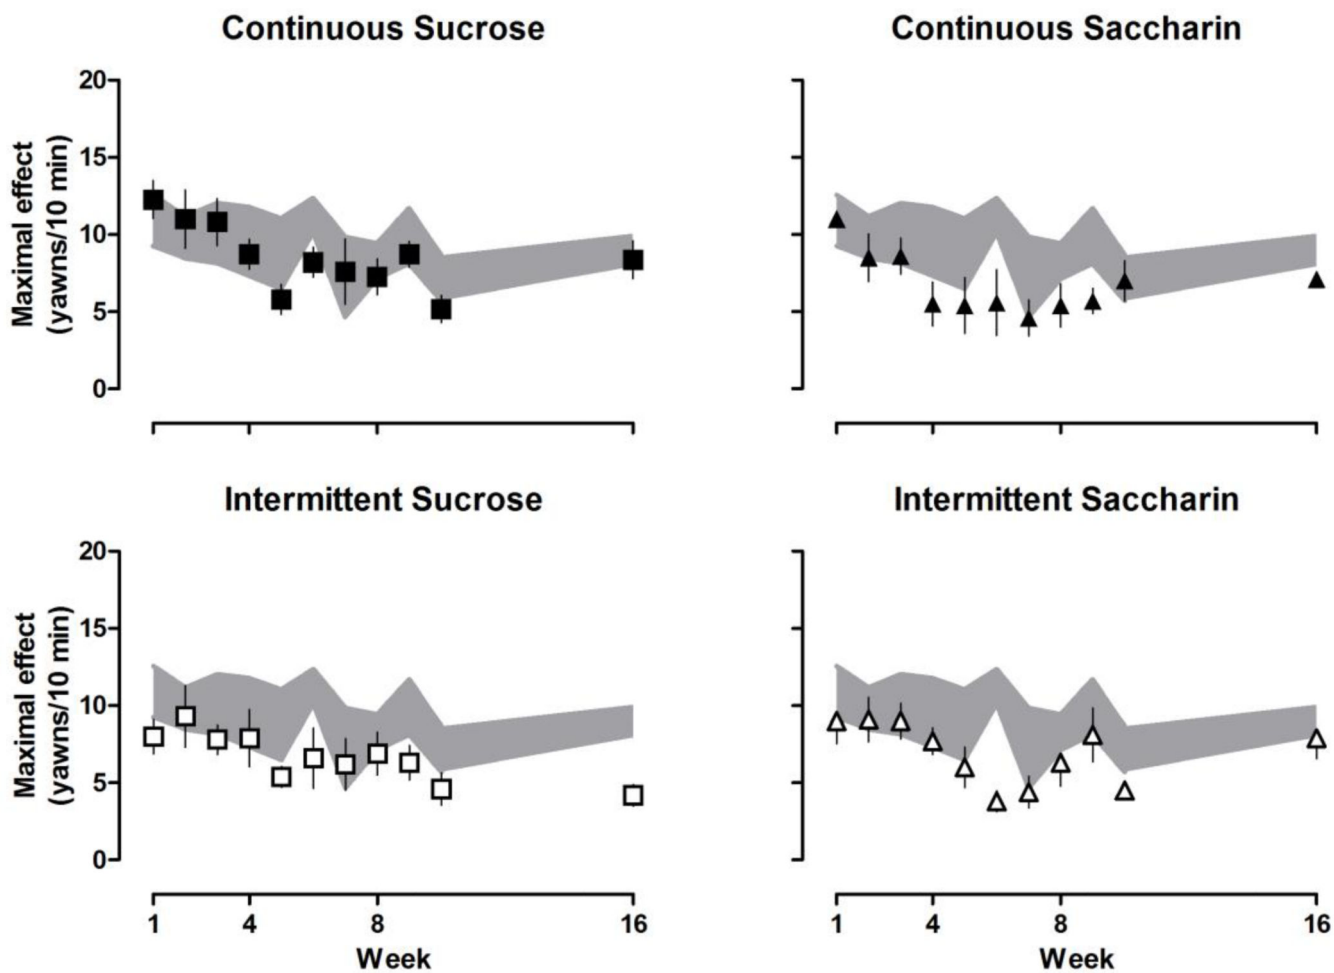 Continuous Sucrose
Continuous Saccharin
Maximal effect
(yawns/10 min)
20
15
10
5
0
Intermittent Sucrose
Intermittent Saccharin
Maximal effect
(yawns/10 min)
20
15
10
5
0
1 4 8 16
1 4 8 16
Week
Week